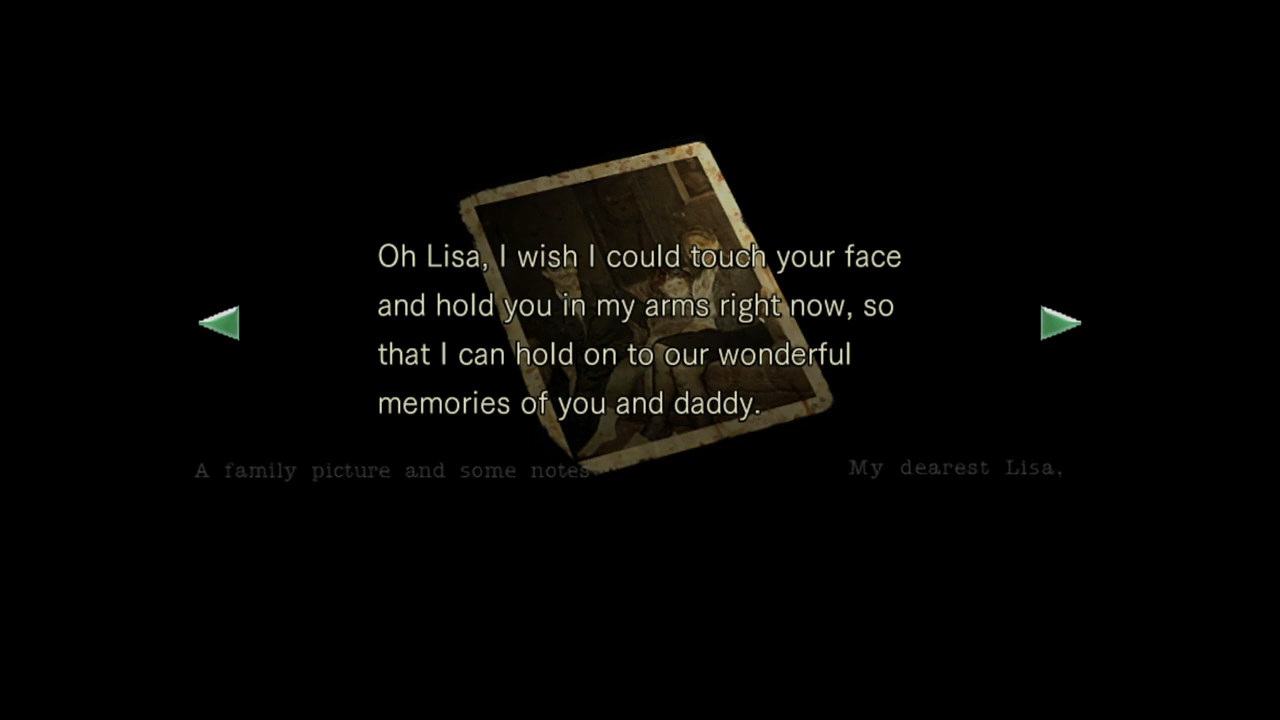 Oh Lisa, I wish I could touch your face
and hold you in my arms right now, so
that I can hold on to our wonderful
memories of you and daddy.
A family picture and some notes
My dearest Lisa,